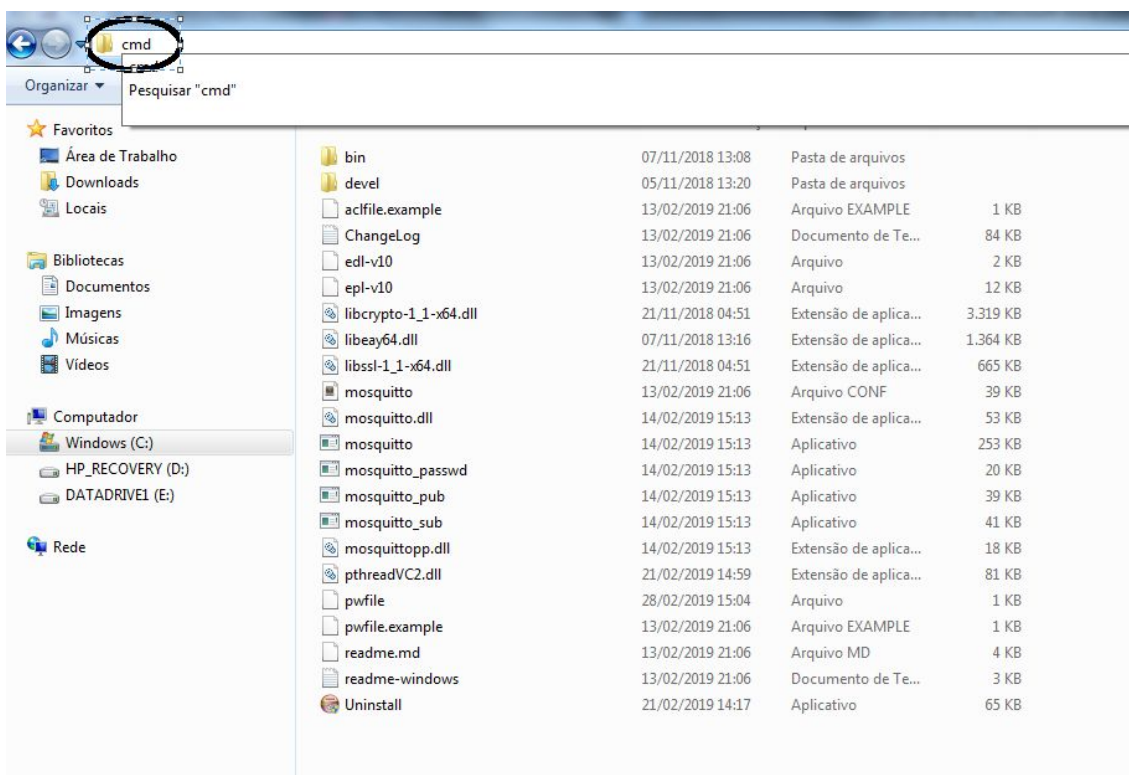 cmd
cmd
Organizar
Pesquisar "cmd"
Favoritos
Área de Trabalho
Downloads
Locais
Bibliotecas
Documentos
Imagens
Músicas
Vídeos
Computador
Windows (C:)
HP_RECOVERY (D:)
DATADRIVE1 (E:)
Rede
bin 07/11/2018 13:08 Pasta de arquivos
devel 05/11/2018 13:20 Pasta de arquivos
aclfile.example 13/02/2019 21:06 Arquivo EXAMPLE 1 KB
ChangeLog 13/02/2019 21:06 Documento de Te... 84 KB
edl-v10 13/02/2019 21:06 Arquivo 2 KB
epl-v10 13/02/2019 21:06 Arquivo 12 KB
libcrypto-1_1-x64.dll 21/11/2018 04:51 Extensão de aplica... 3.319 KB
libeay64.dll 07/11/2018 13:16 Extensão de aplica... 1.364 KB
libssl-1_1-x64.dll 21/11/2018 04:51 Extensão de aplica... 665 KB
mosquitto 13/02/2019 21:06 Arquivo CONF 39 KB
mosquitto.dll 14/02/2019 15:13 Extensão de aplica... 53 KB
mosquitto 14/02/2019 15:13 Aplicativo 253 KB
mosquitto_passwd 14/02/2019 15:13 Aplicativo 20 KB
mosquitto_pub 14/02/2019 15:13 Aplicativo 39 KB
mosquitto_sub 14/02/2019 15:13 Aplicativo 41 KB
mosquittopp.dll 14/02/2019 15:13 Extensão de aplica... 18 KB
pthreadVC2.dll 21/02/2019 14:59 Extensão de aplica... 81 KB
pwfile 28/02/2019 15:04 Arquivo 1 KB
pwfile.example 13/02/2019 21:06 Arquivo EXAMPLE 1 KB
readme.md 13/02/2019 21:06 Arquivo MD 4 KB
readme-windows 13/02/2019 21:06 Documento de Te... 3 KB
Uninstall 21/02/2019 14:17 Aplicativo 65 KB